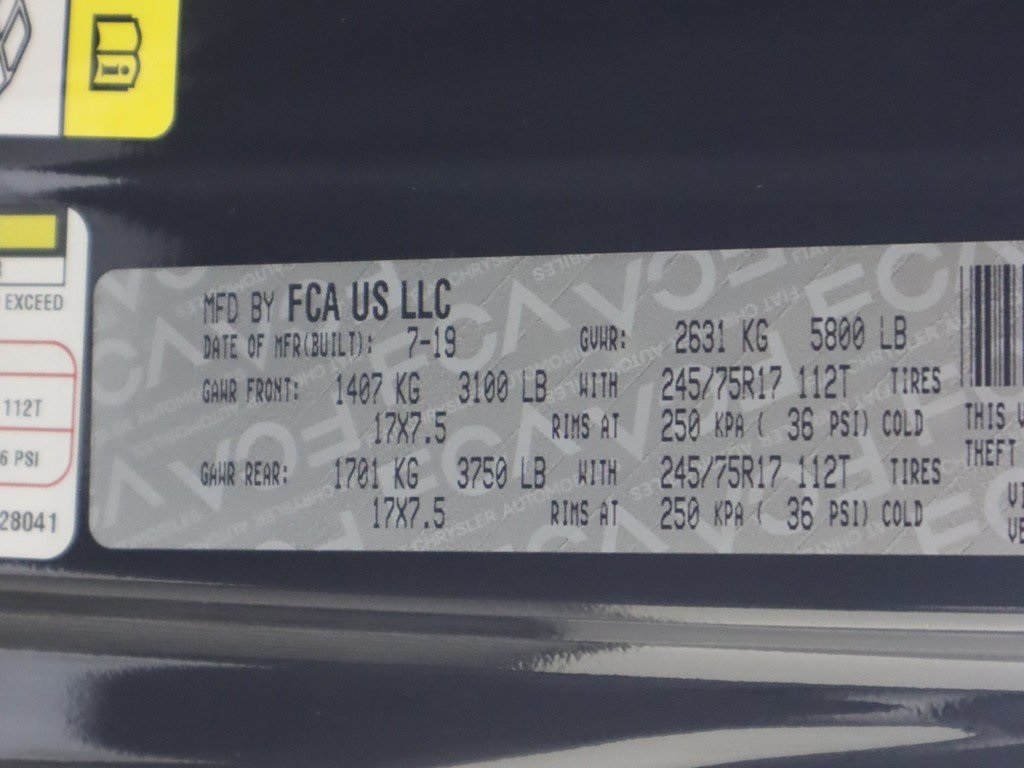 EXCEED
112T
6 PSI
28041
MFD BY FCA US LLC
DATE OF MFR(BUILT): 7-19 GVWR: 2631 KG 5800 LB
GAWR FRONT: 1407 KG 3100 LB WITH 245/75R17 112T TIRES
17X7.5 RIMS AT 250 KPA ( 36 PSI) COLD
GAWR REAR: 1701 KG 3750 LB WITH 245/75R17 112T TIRES
17X7.5 RIMS AT 250 KPA ( 36 PSI) COLD
THIS
THEFT